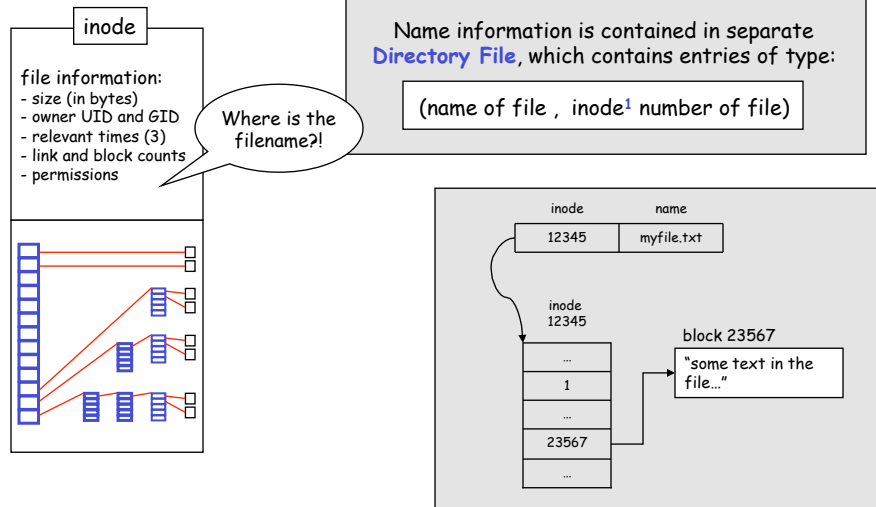 inode
file information:
- size (in bytes)
- owner UID and GID
- relevant times (3)
- link and block counts
- permissions
Where is the
filename?!
Name information is contained in separate
Directory File, which contains entries of type:
(name of file , inode¹ number of file)
inode name
12345 myfile.txt
inode
12345
…
1
…
23567
…
block 23567
“some text in the
file…”